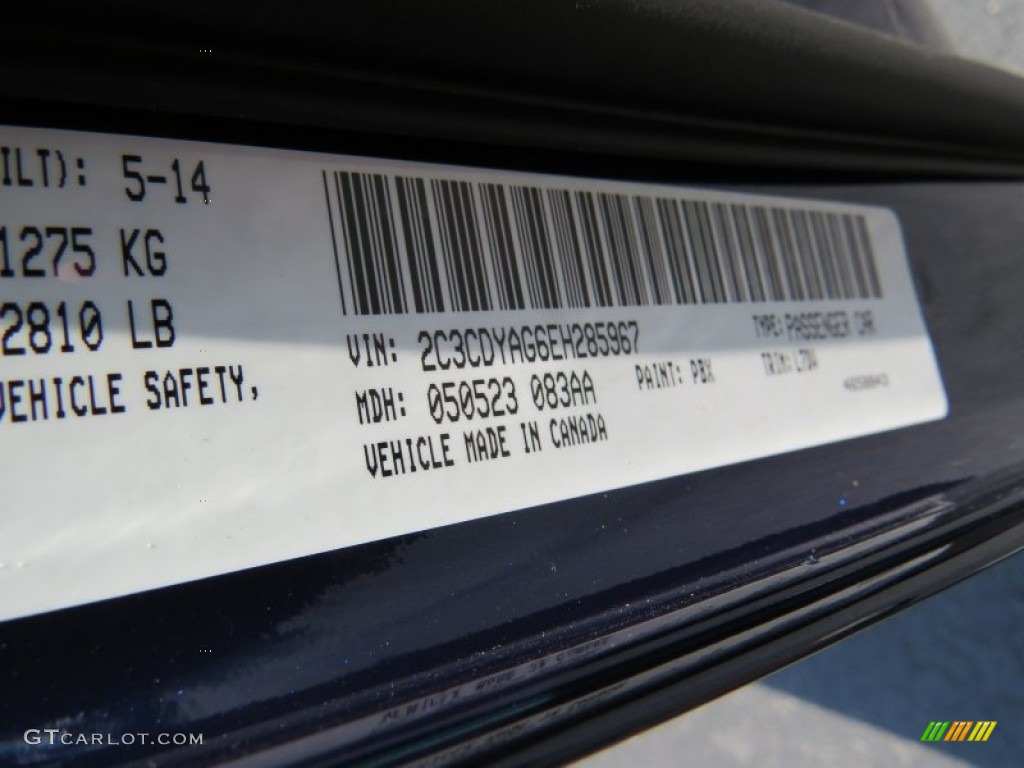 ILT): 5-14
1275 KG
2810 LB
VEHICLE SAFETY,
VIN: 2C3CDYAG6EH285967
TYPE: PASSENGER CAR
MDH: 050523 083AA
PAINT: PBX
TRIM:
VEHICLE MADE IN CANADA
GTCARLOT.COM